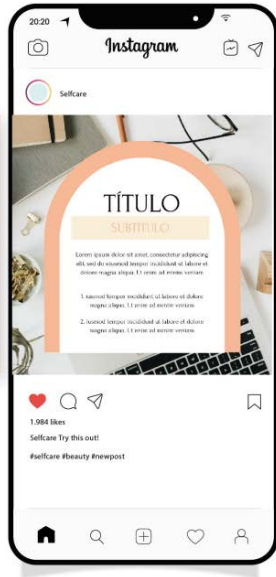 20:20
Instagram
Selfcare
TÍTULO
SUBTITULO
Lorem ipsum dolor sit amet, consectetur adipiscing
elit, sed do eiusmod tempor incididunt ut labore et
dolore magna aliqua. Ut enim ad minim veniam
1. iusmod tempor incididunt ut labore et dolore
magna aliqua. Ut enim ad minim veniam
2. iusmod tempor incididunt ut labore et dolore
magna aliqua. Ut enim ad minim veniam
1.984 likes
Selfcare Try this out!
#selfcare #beauty #newpost